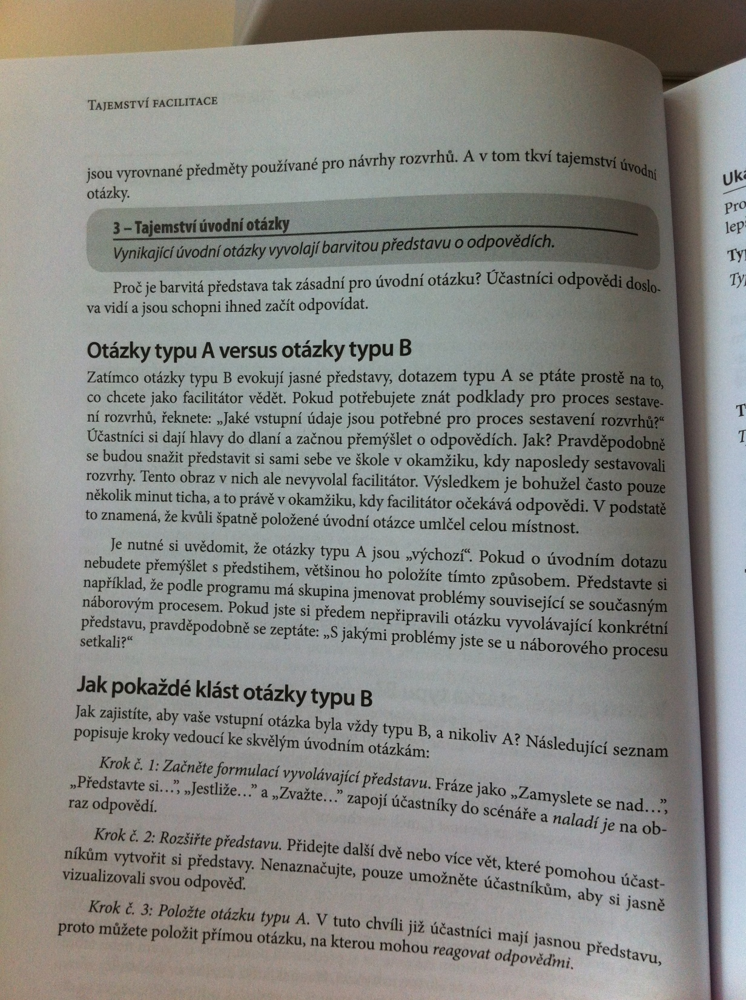 Tajemství facilitace
jsou vyrovnané předměty používané pro návrhy rozvrhů. A v tom tkví tajemství úvodní
otázky.
3 – Tajemství úvodní otázky
Vynikající úvodní otázky vyvolají barvitou představu o odpovědích.
Proč je barvitá představa tak zásadní pro úvodní otázku? Účastníci odpovědi doslo-
va vidí a jsou schopni ihned začít odpovídat.
Otázky typu A versus otázky typu B
Zatímco otázky typu B evokují jasné představy, dotazem typu A se ptáte prostě na to,
co chcete jako facilitátor vědět. Pokud potřebujete znát podklady pro proces sestave-
ní rozvrhů, řeknete: „Jaké vstupní údaje jsou potřebné pro proces sestavení rozvrhů?“
Účastníci si dají hlavy do dlaní a začnou přemýšlet o odpovědích. Jak? Pravděpodobně
se budou snažit představit si sami sebe ve škole v okamžiku, kdy naposledy sestavovali
rozvrhy. Tento obraz v nich ale nevyvolal facilitátor. Výsledkem je bohužel často pouze
několik minut ticha, a to právě v okamžiku, kdy facilitátor očekává odpovědi. V podstatě
to znamená, že kvůli špatně položené úvodní otázce umlčel celou místnost.
Je nutné si uvědomit, že otázky typu A jsou „výchozí“. Pokud o úvodním dotazu
nebudete přemýšlet s předstihem, většinou ho položíte tímto způsobem. Představte si
například, že podle programu má skupina jmenovat problémy související se současným
náborovým procesem. Pokud jste si předem nepřipravili otázku vyvolávající konkrétní
představu, pravděpodobně se zeptáte: „S jakými problémy jste se u náborového procesu
setkali?“
Jak pokaždé klást otázky typu B
Jak zajistíte, aby vaše vstupní otázka byla vždy typu B, a nikoliv A? Následující seznam
popisuje kroky vedoucí ke skvělým úvodním otázkám:
Krok č. 1: Začněte formulací vyvolávající představu. Fráze jako „Zamyslete se nad…”,
„Představte si…”, „Jestliže…” a „Zvažte…” zapojí účastníky do scénáře a naladí je na ob-
raz odpovědí.
Krok č. 2: Rozšiřte představu. Přidejte další dvě nebo více vět, které pomohou účast-
níkům vytvořit si představy. Nenaznačujte, pouze umožněte účastníkům, aby si jasně
vizualizovali svou odpověď.
Krok č. 3: Položte otázku typu A. V tuto chvíli již účastníci mají jasnou představu,
proto můžete položit přímou otázku, na kterou mohou reagovat odpověďmi.
Pro